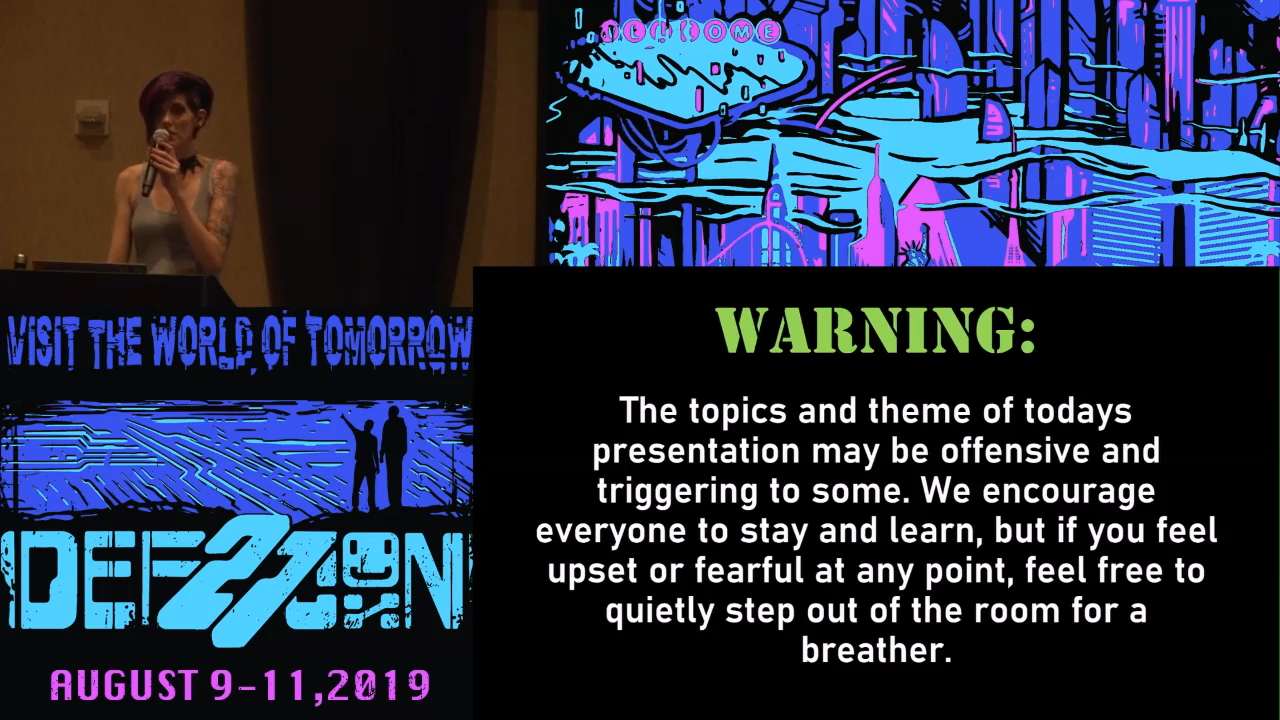 WELCOME
WARNING:
The topics and theme of todays
presentation may be offensive and
triggering to some. We encourage
everyone to stay and learn, but if you feel
upset or fearful at any point, feel free to
quietly step out of the room for a
breather.
VISIT THE WORLD OF TOMORROW
DEF27CON
AUGUST 9-11,2019